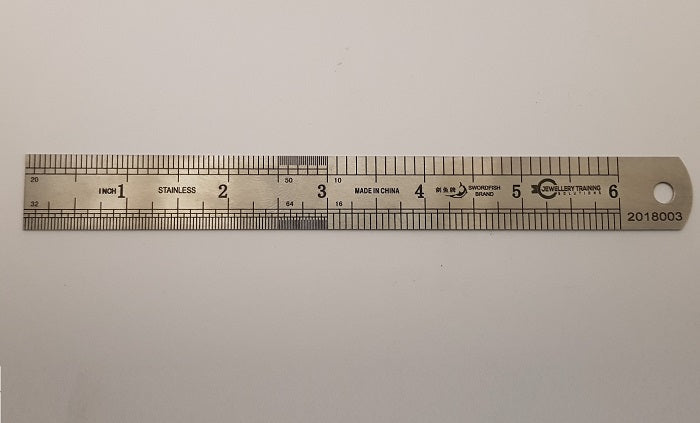 20 50 10
INCH 1 STAINLESS 2 3 MADE IN CHINA 4 剑鱼牌 SWORDFISH BRAND 5 JEWELLERY TRAINING SOLUTIONS 6
32 64 16
2018003